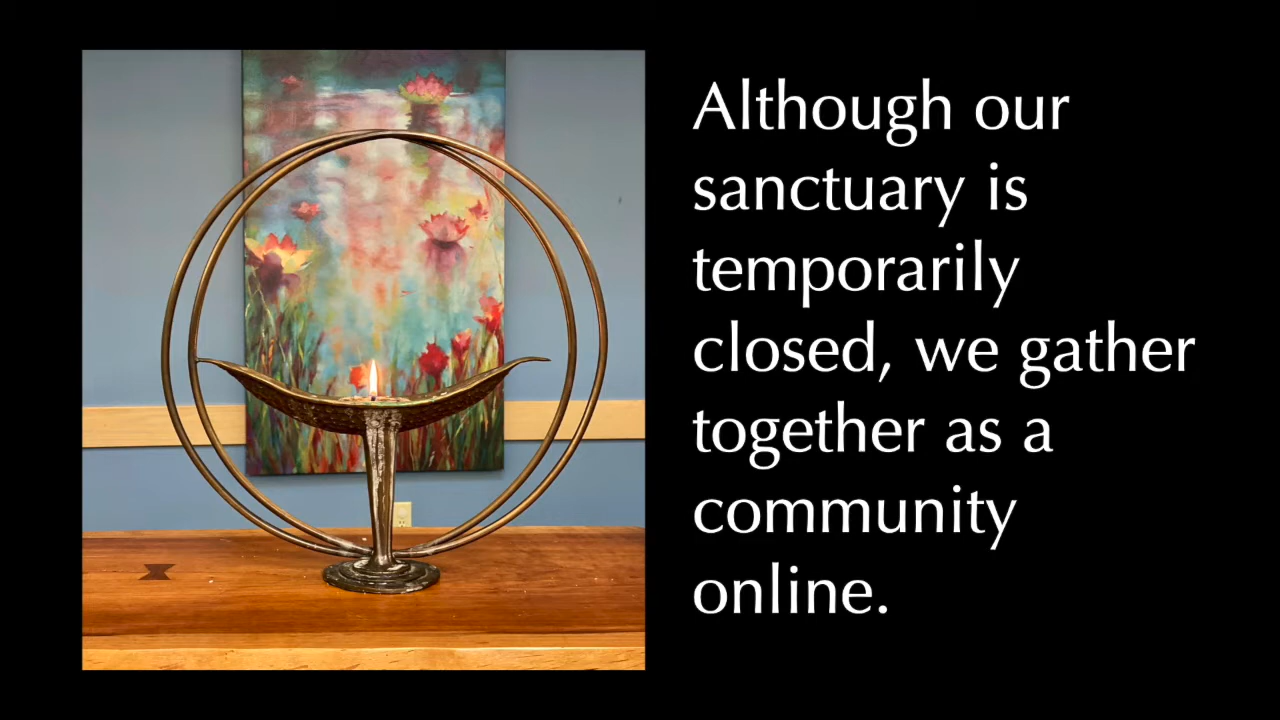 Although our
sanctuary is
temporarily
closed, we gather
together as a
community
online.